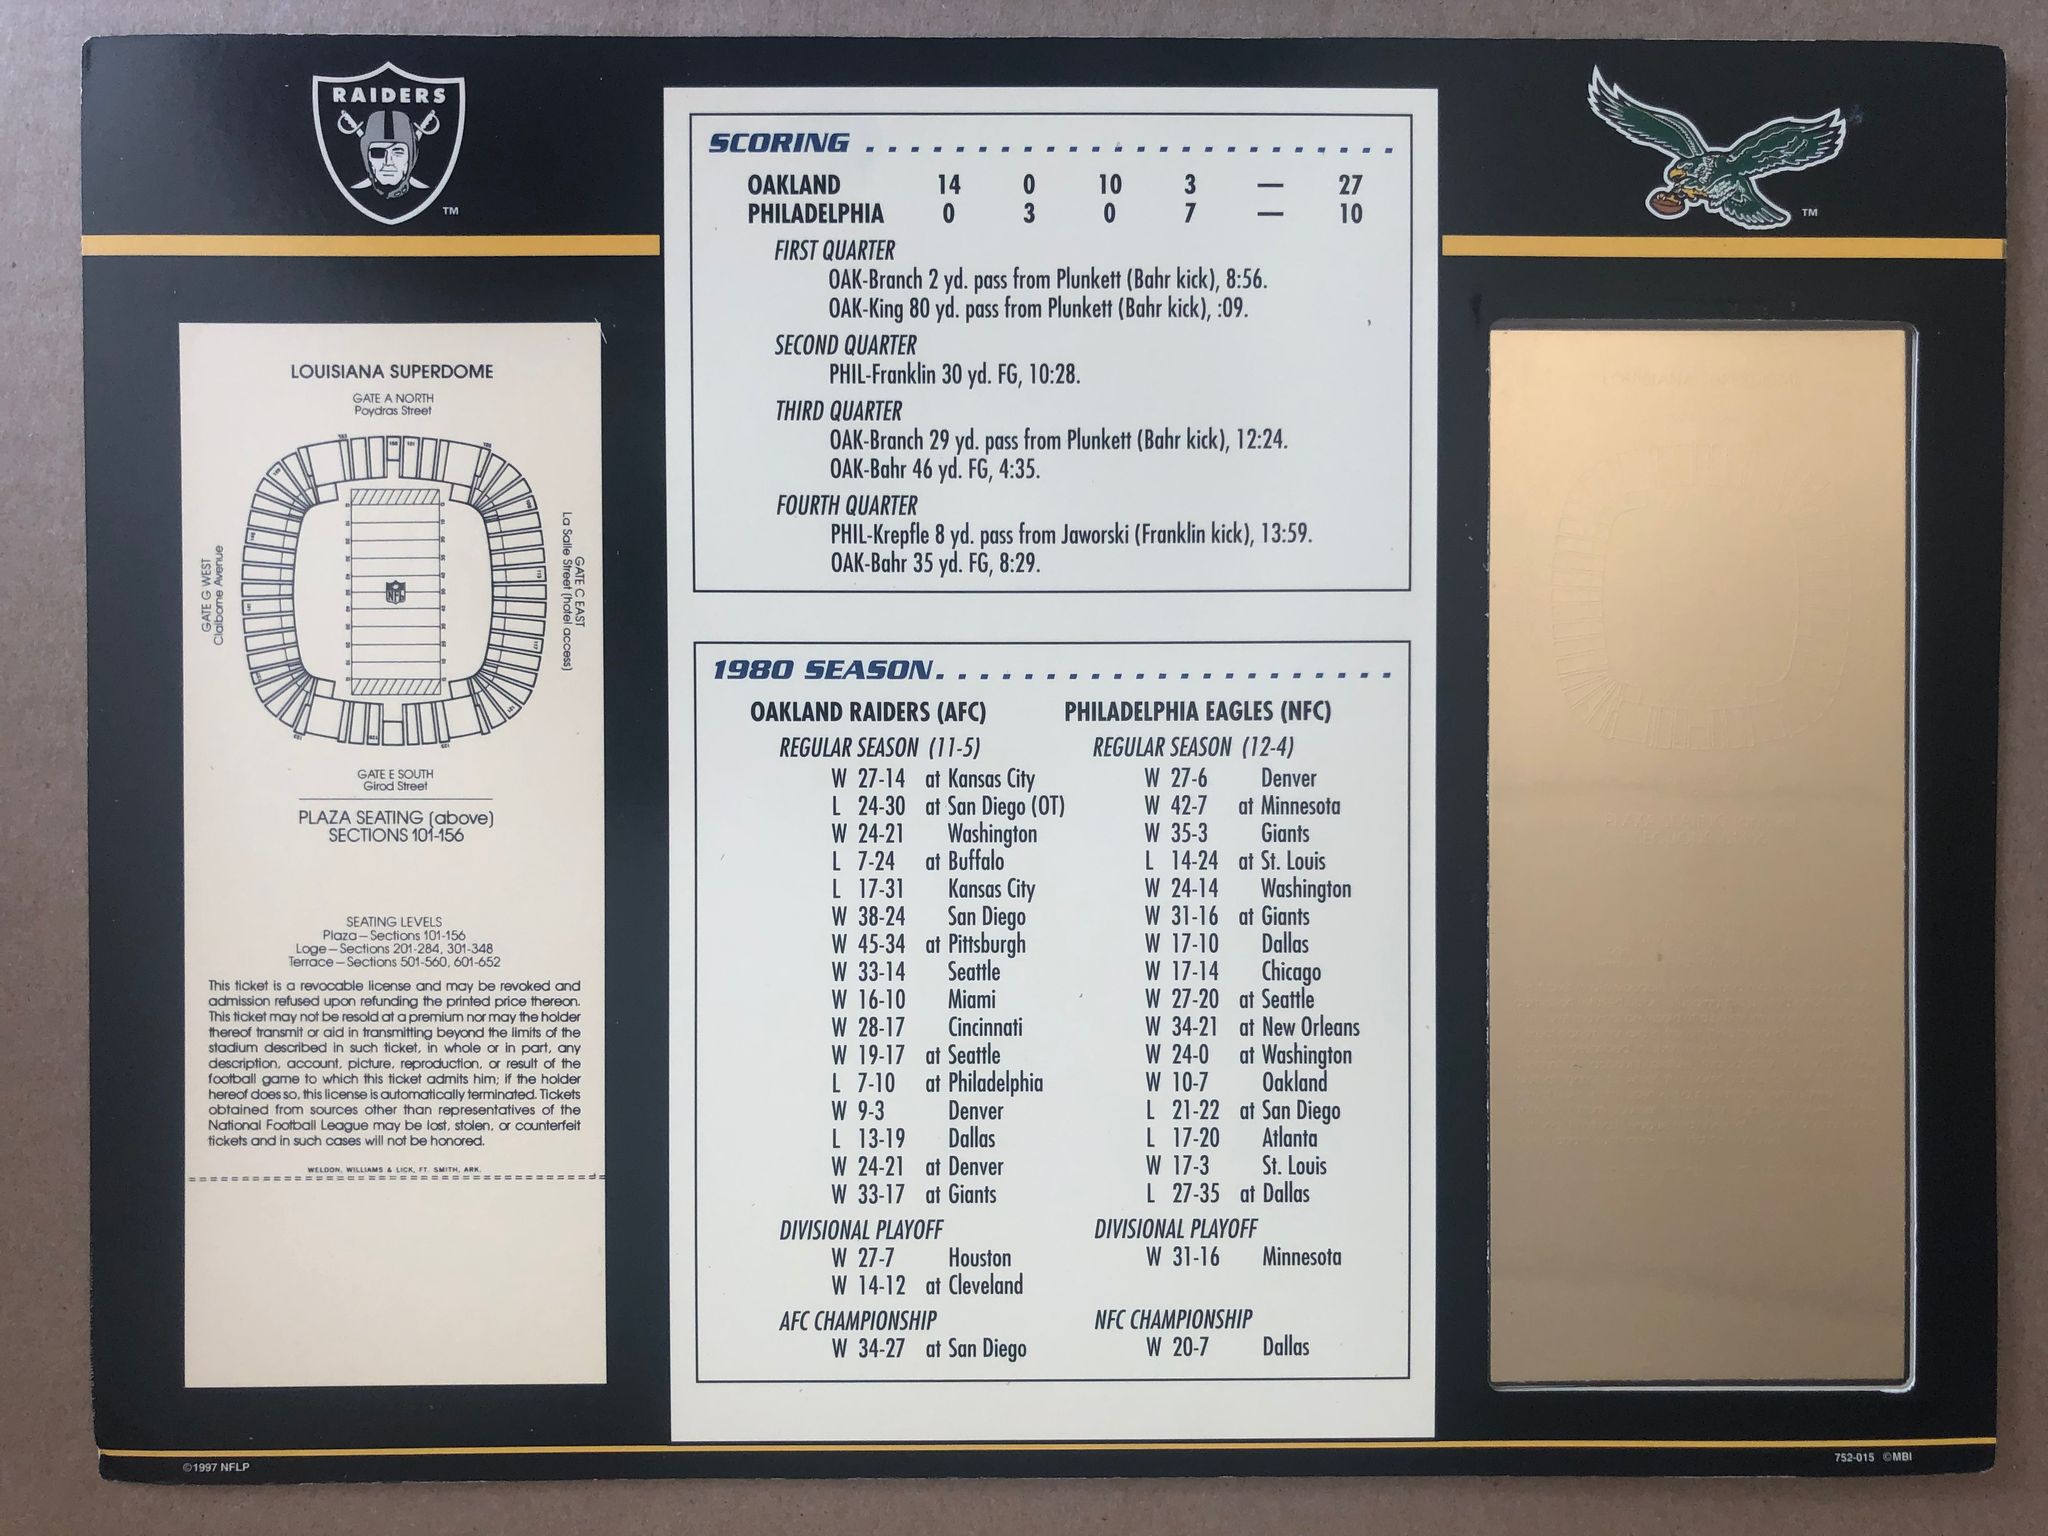 RAIDERS
TM
TM
SCORING
OAKLAND 14 0 10 3 — 27
PHILADELPHIA 0 3 0 7 — 10
FIRST QUARTER
OAK-Branch 2 yd. pass from Plunkett (Bahr kick), 8:56.
OAK-King 80 yd. pass from Plunkett (Bahr kick), :09.
SECOND QUARTER
PHIL-Franklin 30 yd. FG, 10:28.
THIRD QUARTER
OAK-Branch 29 yd. pass from Plunkett (Bahr kick), 12:24.
OAK-Bahr 46 yd. FG, 4:35.
FOURTH QUARTER
PHIL-Krepfle 8 yd. pass from Jaworski (Franklin kick), 13:59.
OAK-Bahr 35 yd. FG, 8:29.
1980 SEASON
OAKLAND RAIDERS (AFC)
REGULAR SEASON (11-5)
W 27-14 at Kansas City
L 24-30 at San Diego (OT)
W 24-21 Washington
L 7-24 at Buffalo
L 17-31 Kansas City
W 38-24 San Diego
W 45-34 at Pittsburgh
W 33-14 Seattle
W 16-10 Miami
W 28-17 Cincinnati
W 19-17 at Seattle
L 7-10 at Philadelphia
W 9-3 Denver
L 13-19 Dallas
W 24-21 at Denver
W 33-17 at Giants
DIVISIONAL PLAYOFF
W 27-7 Houston
W 14-12 at Cleveland
AFC CHAMPIONSHIP
W 34-27 at San Diego
PHILADELPHIA EAGLES (NFC)
REGULAR SEASON (12-4)
W 27-6 Denver
W 42-7 at Minnesota
W 35-3 Giants
L 14-24 at St. Louis
W 24-14 Washington
W 31-16 at Giants
W 17-10 Dallas
W 17-14 Chicago
W 27-20 at Seattle
W 34-21 at New Orleans
W 24-0 at Washington
W 10-7 Oakland
L 21-22 at San Diego
L 17-20 Atlanta
W 17-3 St. Louis
L 27-35 at Dallas
DIVISIONAL PLAYOFF
W 31-16 Minnesota
NFC CHAMPIONSHIP
W 20-7 Dallas
LOUISIANA SUPERDOME
GATE A NORTH
Poydras Street
GATE G WEST
Claiborne Avenue
GATE C EAST
La Salle Street (hotel access)
NFL
GATE E SOUTH
Girod Street
PLAZA SEATING (above)
SECTIONS 101-156
SEATING LEVELS
Plaza—Sections 101-156
Loge—Sections 201-284, 301-348
Terrace—Sections 501-560, 601-652
This ticket is a revocable license and may be revoked and
admission refused upon refunding the printed price thereon.
This ticket may not be resold at a premium nor may the holder
thereof transmit or aid in transmitting beyond the limits of the
stadium described in such ticket, in whole or in part, any
description, account, picture, reproduction, or result of the
football game to which this ticket admits him; if the holder
hereof does so, this license is automatically terminated. Tickets
obtained from sources other than representatives of the
National Football League may be lost, stolen, or counterfeit
tickets and in such cases will not be honored.
WELDON, WILLIAMS & LICK, FT. SMITH, ARK.
©1997 NFLP
752-015 ©MBI